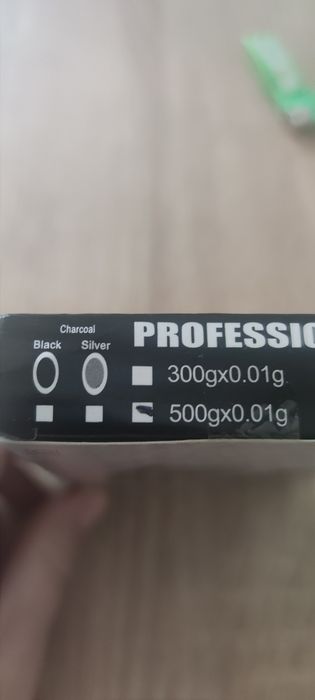 Charcoal
Black Silver
PROFESSIO
300gx0.01g
500gx0.01g